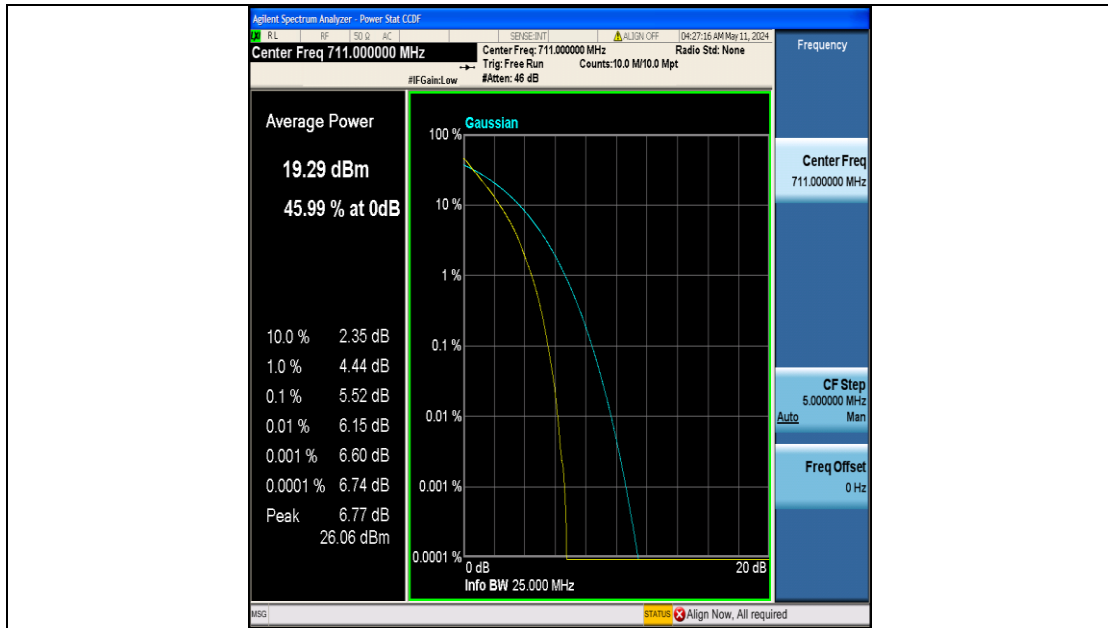 Agilent Spectrum Analyzer - Power Stat CCDF
RL RF 50 Ω AC SENSE:INT ALIGN OFF 04:27:16 AM May 11, 2024
Center Freq 711.000000 MHz
Center Freq: 711.000000 MHz Radio Std: None
Trig: Free Run Counts:10.0 M/10.0 Mpt
#IFGain:Low #Atten: 46 dB
Frequency
Average Power
19.29 dBm
45.99 % at 0dB
10.0 % 2.35 dB
1.0 % 4.44 dB
0.1 % 5.52 dB
0.01 % 6.15 dB
0.001 % 6.60 dB
0.0001 % 6.74 dB
Peak 6.77 dB
26.06 dBm
Gaussian
100 %
10 %
1 %
0.1 %
0.01 %
0.001 %
0.0001 %
0 dB 20 dB
Info BW 25.000 MHz
Center Freq
711.000000 MHz
CF Step
5.000000 MHz
Auto Man
Freq Offset
0 Hz
MSG STATUS Align Now, All required